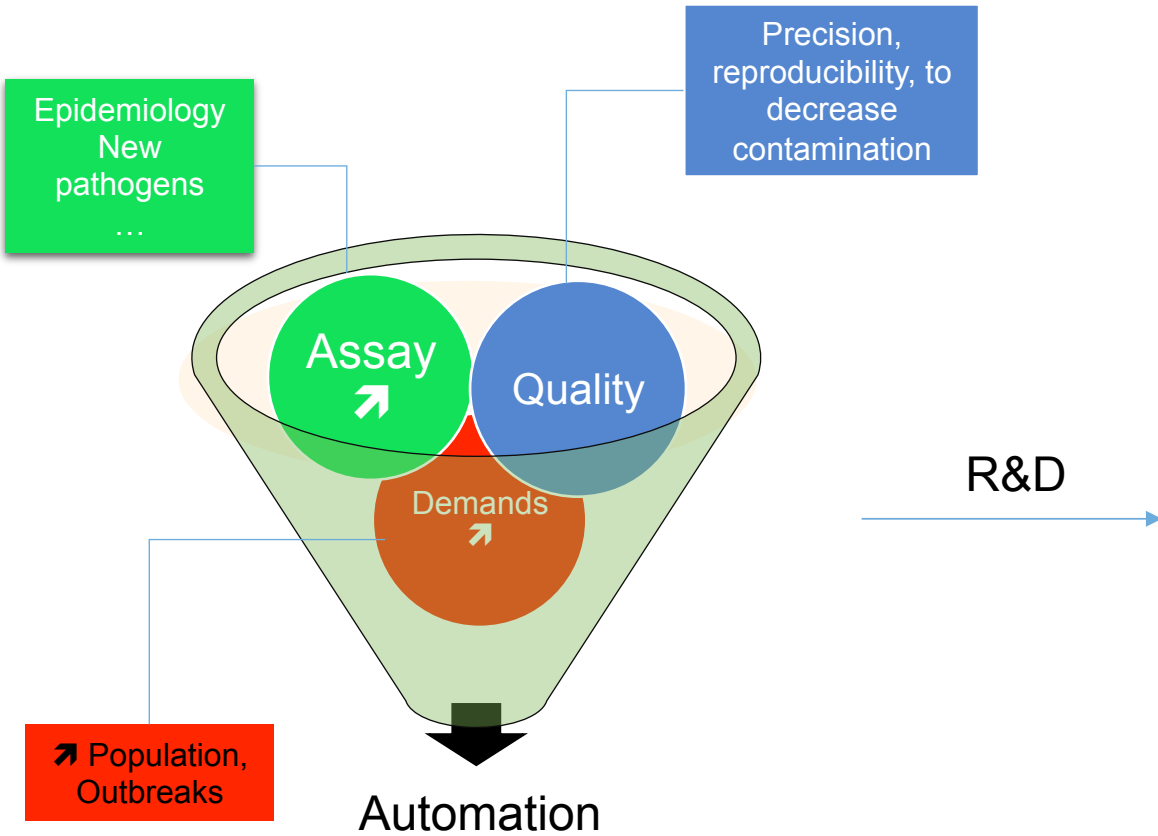 Precision,
reproducibility, to
decrease
contamination
Epidemiology
New
pathogens
…
Assay
↗
Quality
Demands
↗
R&D
↗ Population,
Outbreaks
Automation